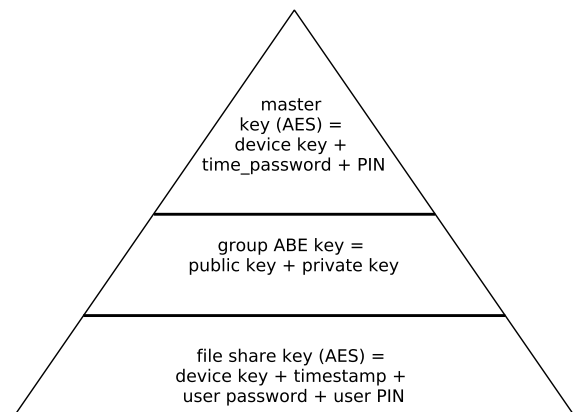 master
key (AES) =
device key +
time_password + PIN
group ABE key =
public key + private key
file share key (AES) =
device key + timestamp +
user password + user PIN